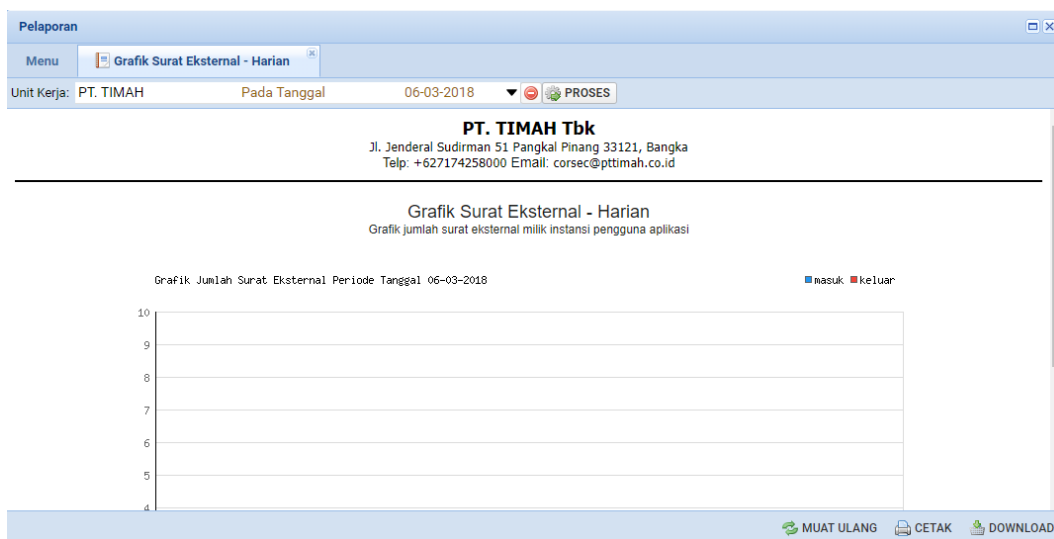 Pelaporan
Menu Grafik Surat Eksternal - Harian
Unit Kerja: PT. TIMAH Pada Tanggal 06-03-2018 PROSES
PT. TIMAH Tbk
Jl. Jenderal Sudirman 51 Pangkal Pinang 33121, Bangka
Telp: +627174258000 Email: corsec@pttimah.co.id
Grafik Surat Eksternal - Harian
Grafik jumlah surat eksternal milik instansi pengguna aplikasi
Grafik Jumlah Surat Eksternal Periode Tanggal 06-03-2018 masuk keluar
10
9
8
7
6
5
4
MUAT ULANG CETAK DOWNLOAD